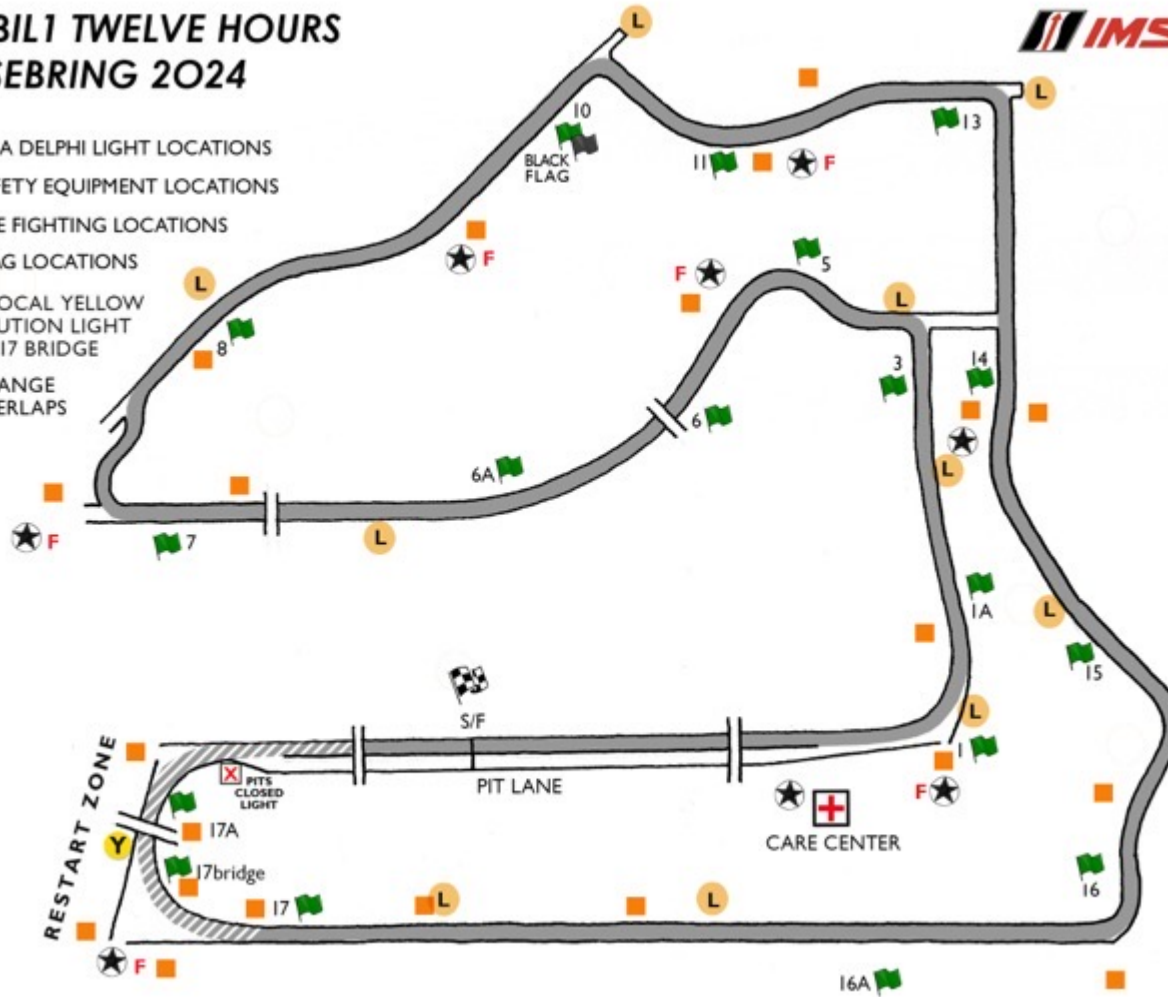 BIL1 TWELVE HOURS
SEBRING 2024
IMS
A DELPHI LIGHT LOCATIONS
FETY EQUIPMENT LOCATIONS
E FIGHTING LOCATIONS
AG LOCATIONS
OCAL YELLOW
UTION LIGHT
17 BRIDGE
ANGE
ERLAPS
L
L
10
BLACK
FLAG
13
11
F
F
F
5
L
L
8
3
14
6
6A
L
F
7
L
1A
L
15
S/F
L
1
RESTART ZONE
PITS
CLOSED
LIGHT
PIT LANE
F
CARE CENTER
17A
Y
17bridge
16
17
L
L
F
16A